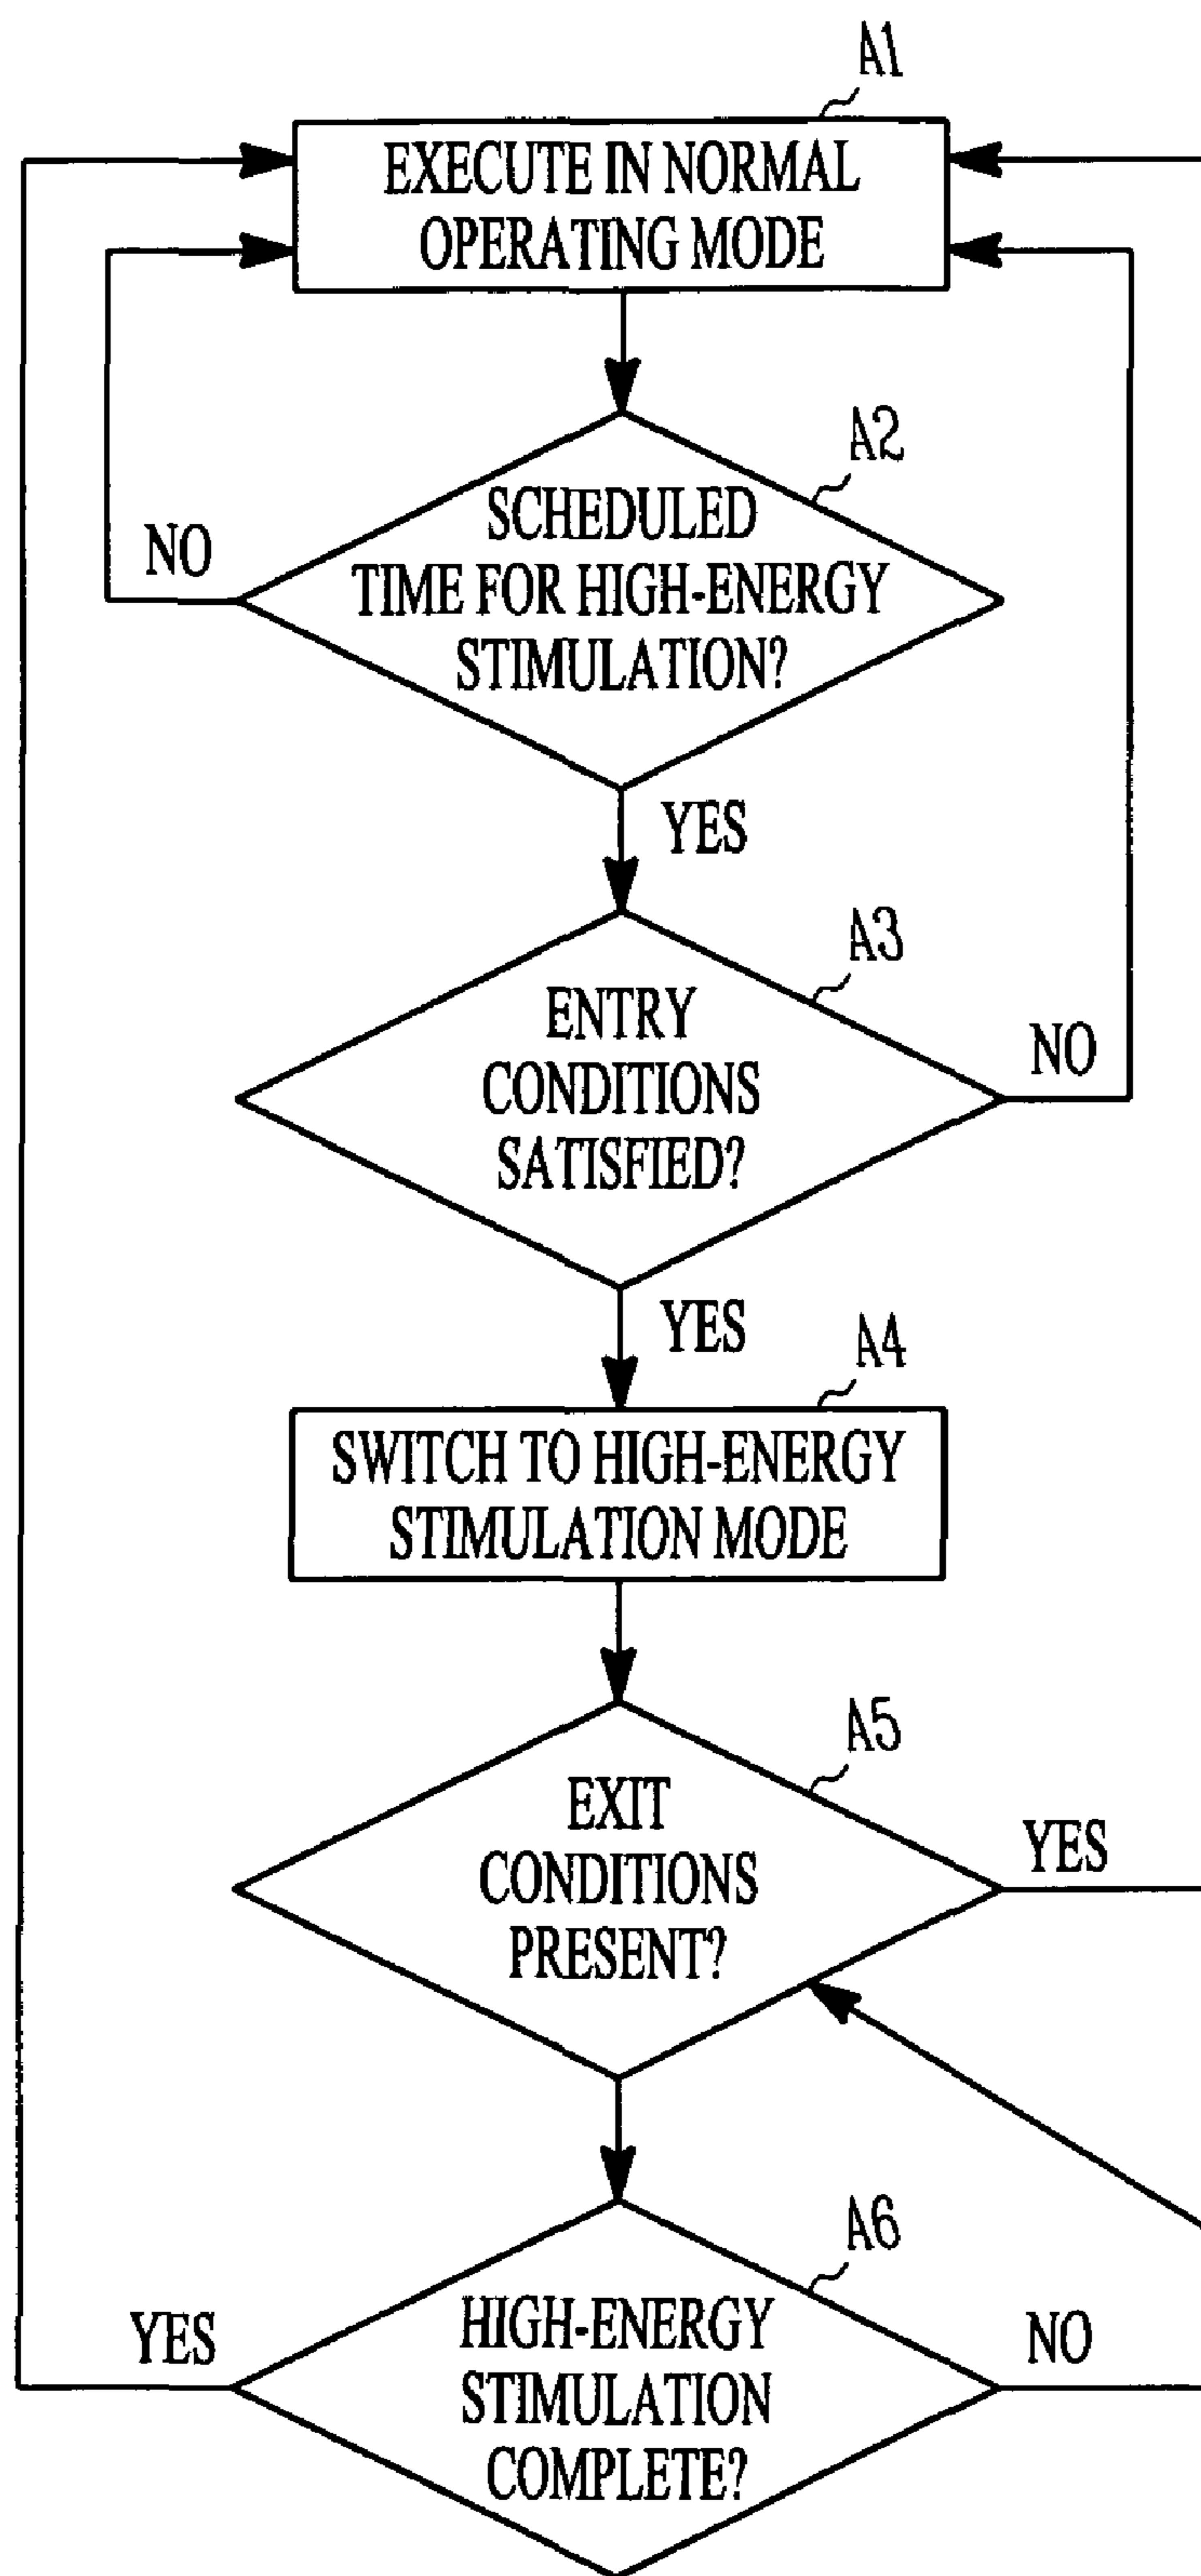 A1
EXECUTE IN NORMAL
OPERATING MODE
A2
SCHEDULED
TIME FOR HIGH-ENERGY
STIMULATION?
NO
YES
A3
ENTRY
CONDITIONS
SATISFIED?
NO
YES
A4
SWITCH TO HIGH-ENERGY
STIMULATION MODE
A5
EXIT
CONDITIONS
PRESENT?
YES
A6
HIGH-ENERGY
STIMULATION
COMPLETE?
YES
NO